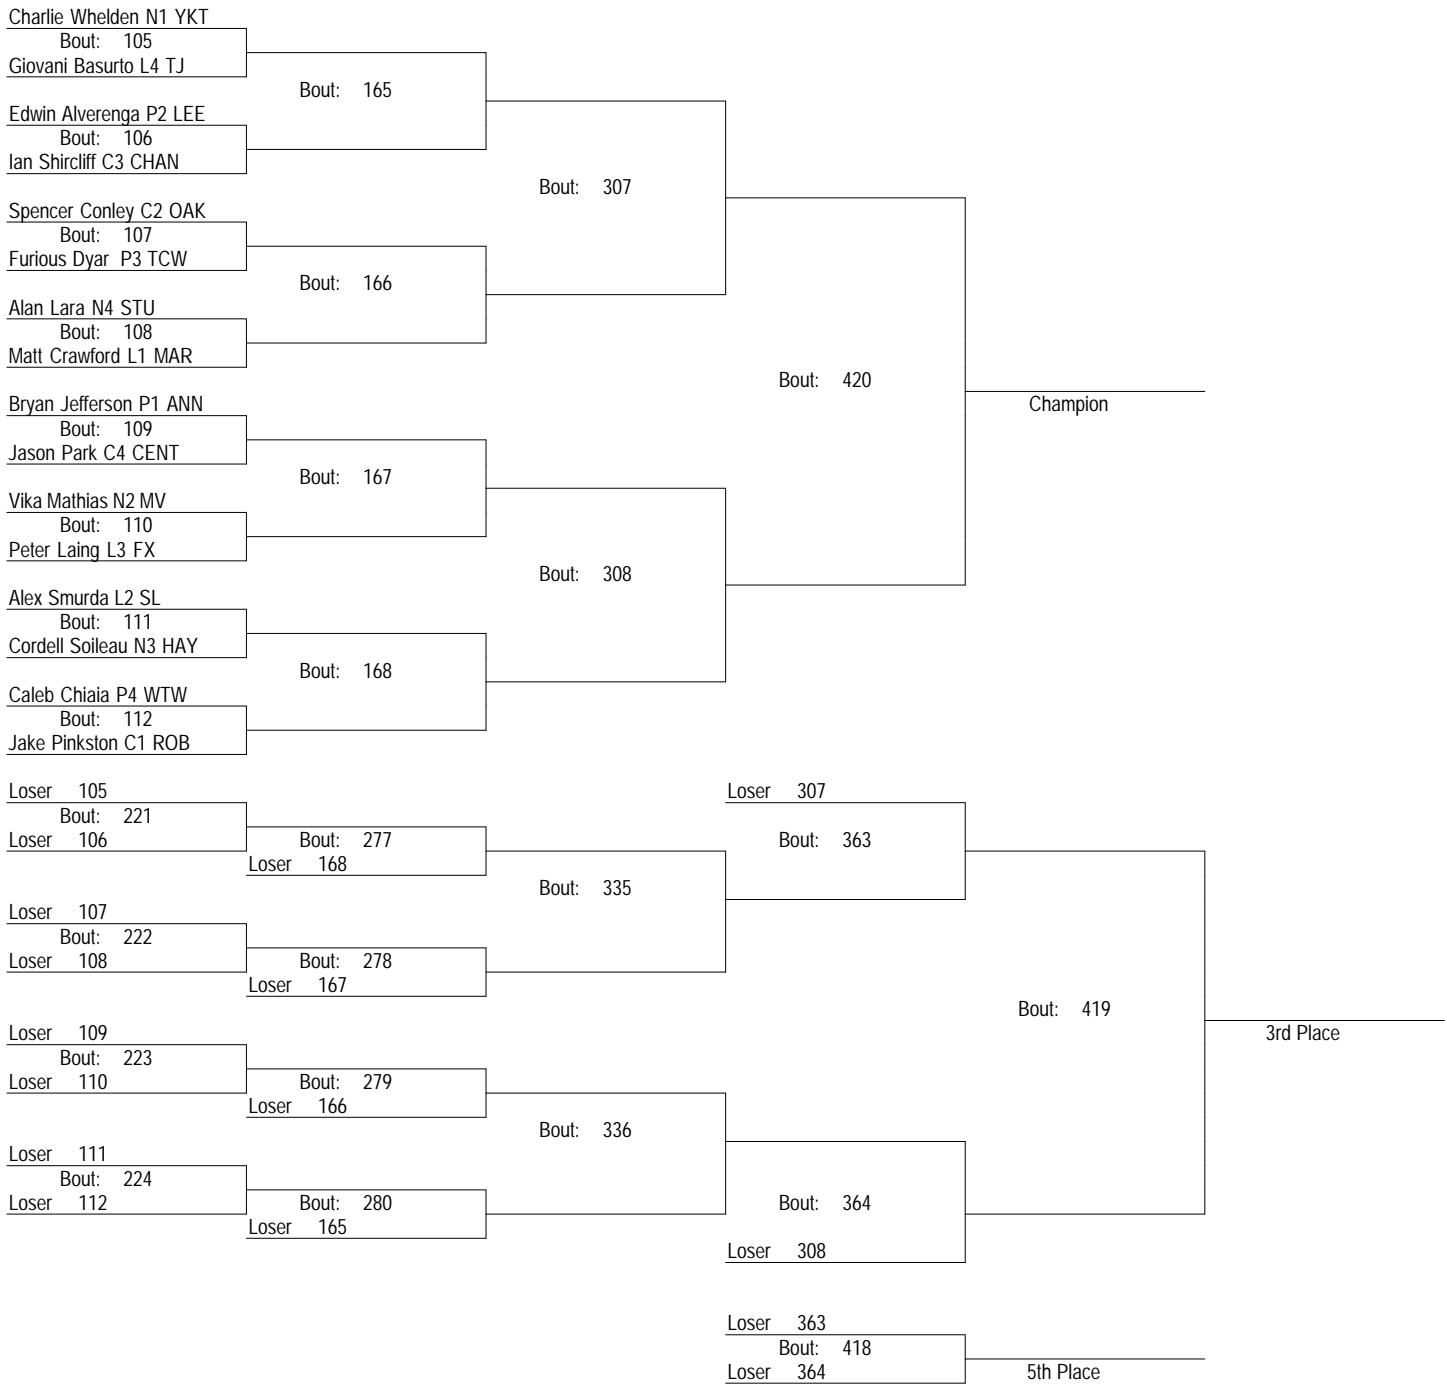 Charlie Whelden N1 YKT
Bout: 105
Giovani Basurto L4 TJ
Bout: 165
Edwin Alverenga P2 LEE
Bout: 106
Ian Shircliff C3 CHAN
Bout: 307
Spencer Conley C2 OAK
Bout: 107
Furious Dyar P3 TCW
Bout: 166
Alan Lara N4 STU
Bout: 108
Matt Crawford L1 MAR
Bout: 420
Champion
Bryan Jefferson P1 ANN
Bout: 109
Jason Park C4 CENT
Bout: 167
Vika Mathias N2 MV
Bout: 110
Peter Laing L3 FX
Bout: 308
Alex Smurda L2 SL
Bout: 111
Cordell Soileau N3 HAY
Bout: 168
Caleb Chiaia P4 WTW
Bout: 112
Jake Pinkston C1 ROB
Loser 105
Bout: 221
Loser 106
Bout: 277
Loser 168
Loser 307
Bout: 363
Bout: 335
Loser 107
Bout: 222
Loser 108
Bout: 278
Loser 167
Bout: 419
3rd Place
Loser 109
Bout: 223
Loser 110
Bout: 279
Loser 166
Bout: 336
Loser 111
Bout: 224
Loser 112
Bout: 280
Loser 165
Bout: 364
Loser 308
Loser 363
Bout: 418
Loser 364
5th Place